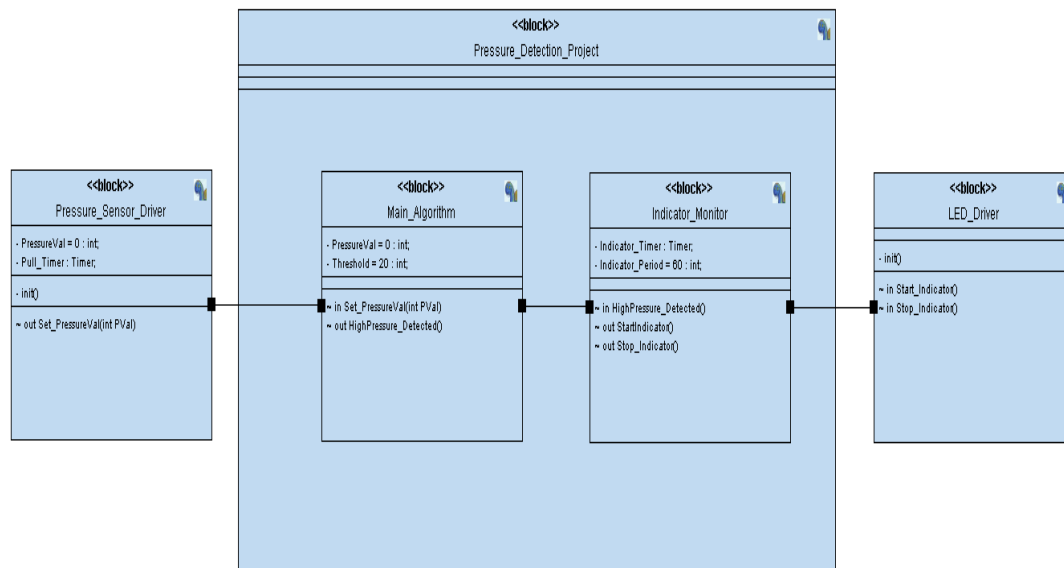 <<block>>
Pressure_Detection_Project
<<block>>
Pressure_Sensor_Driver
- PressureVal = 0 : int;
- Pull_Timer : Timer;
- init()
~ out Set_PressureVal(int PVal)
<<block>>
Main_Algorithm
- PressureVal = 0 : int;
- Threshold = 20 : int;
~ in Set_PressureVal(int PVal)
~ out HighPressure_Detected()
<<block>>
Indicator_Monitor
- Indicator_Timer : Timer;
- Indicator_Period = 60 : int;
~ in HighPressure_Detected()
~ out StartIndicator()
~ out Stop_Indicator()
<<block>>
LED_Driver
- init()
~ in Start_Indicator()
~ in Stop_Indicator()